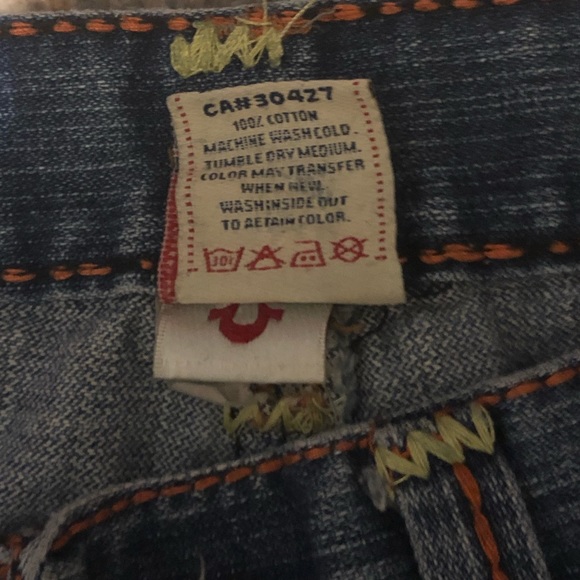 CA#30427
100% COTTON
MACHINE WASH COLD.
TUMBLE DRY MEDIUM.
COLOR MAY TRANSFER
WHEN NEW.
WASH INSIDE OUT
TO RETAIN COLOR.
30°